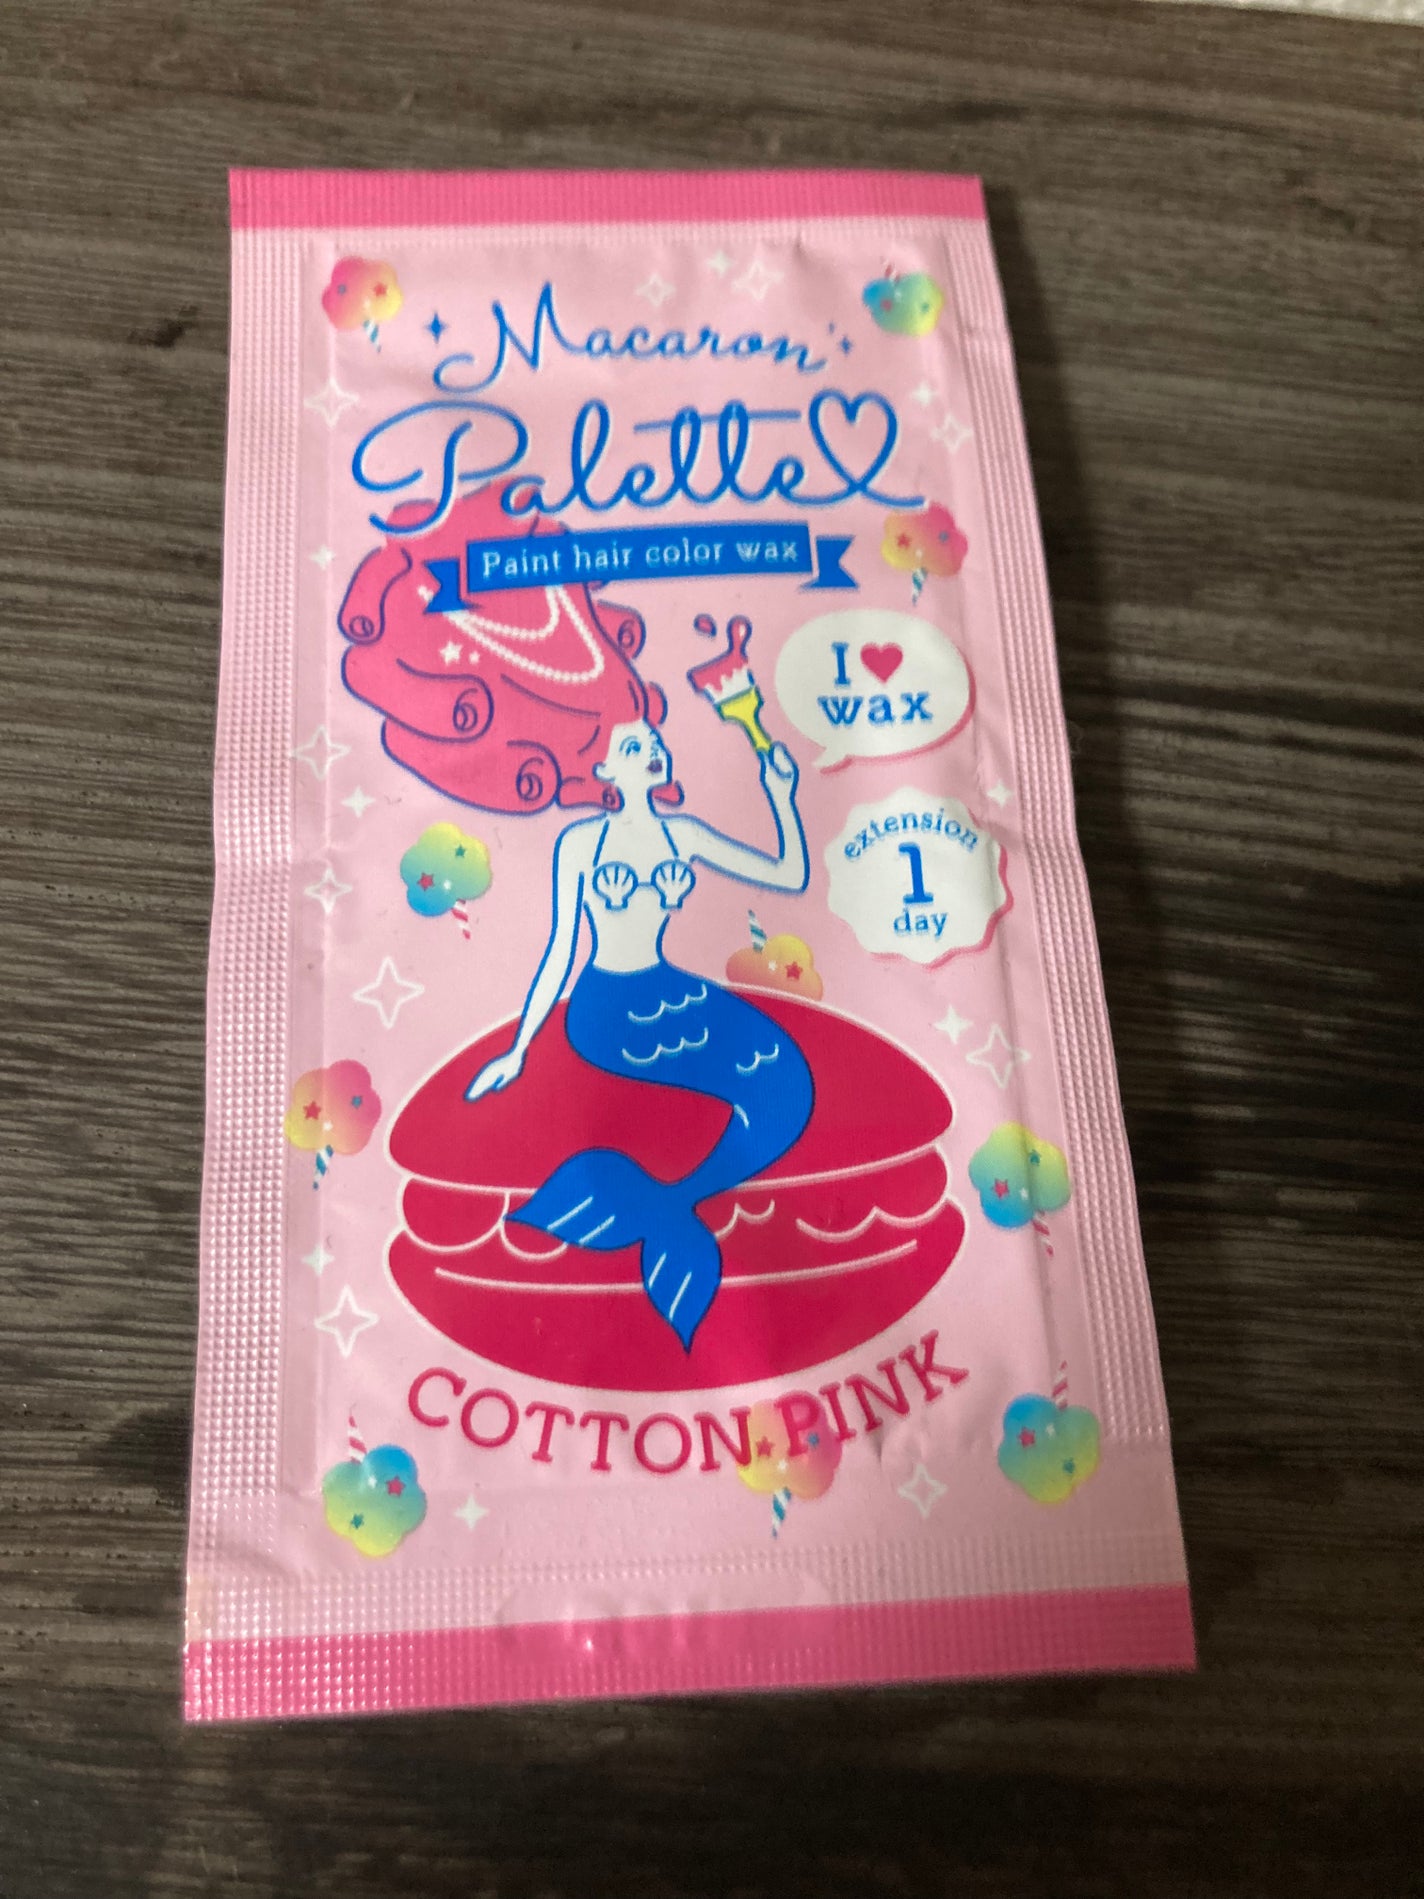 Macaron
Palette
Paint hair color wax
I ♥
wax
extension
1
day
COTTON PINK